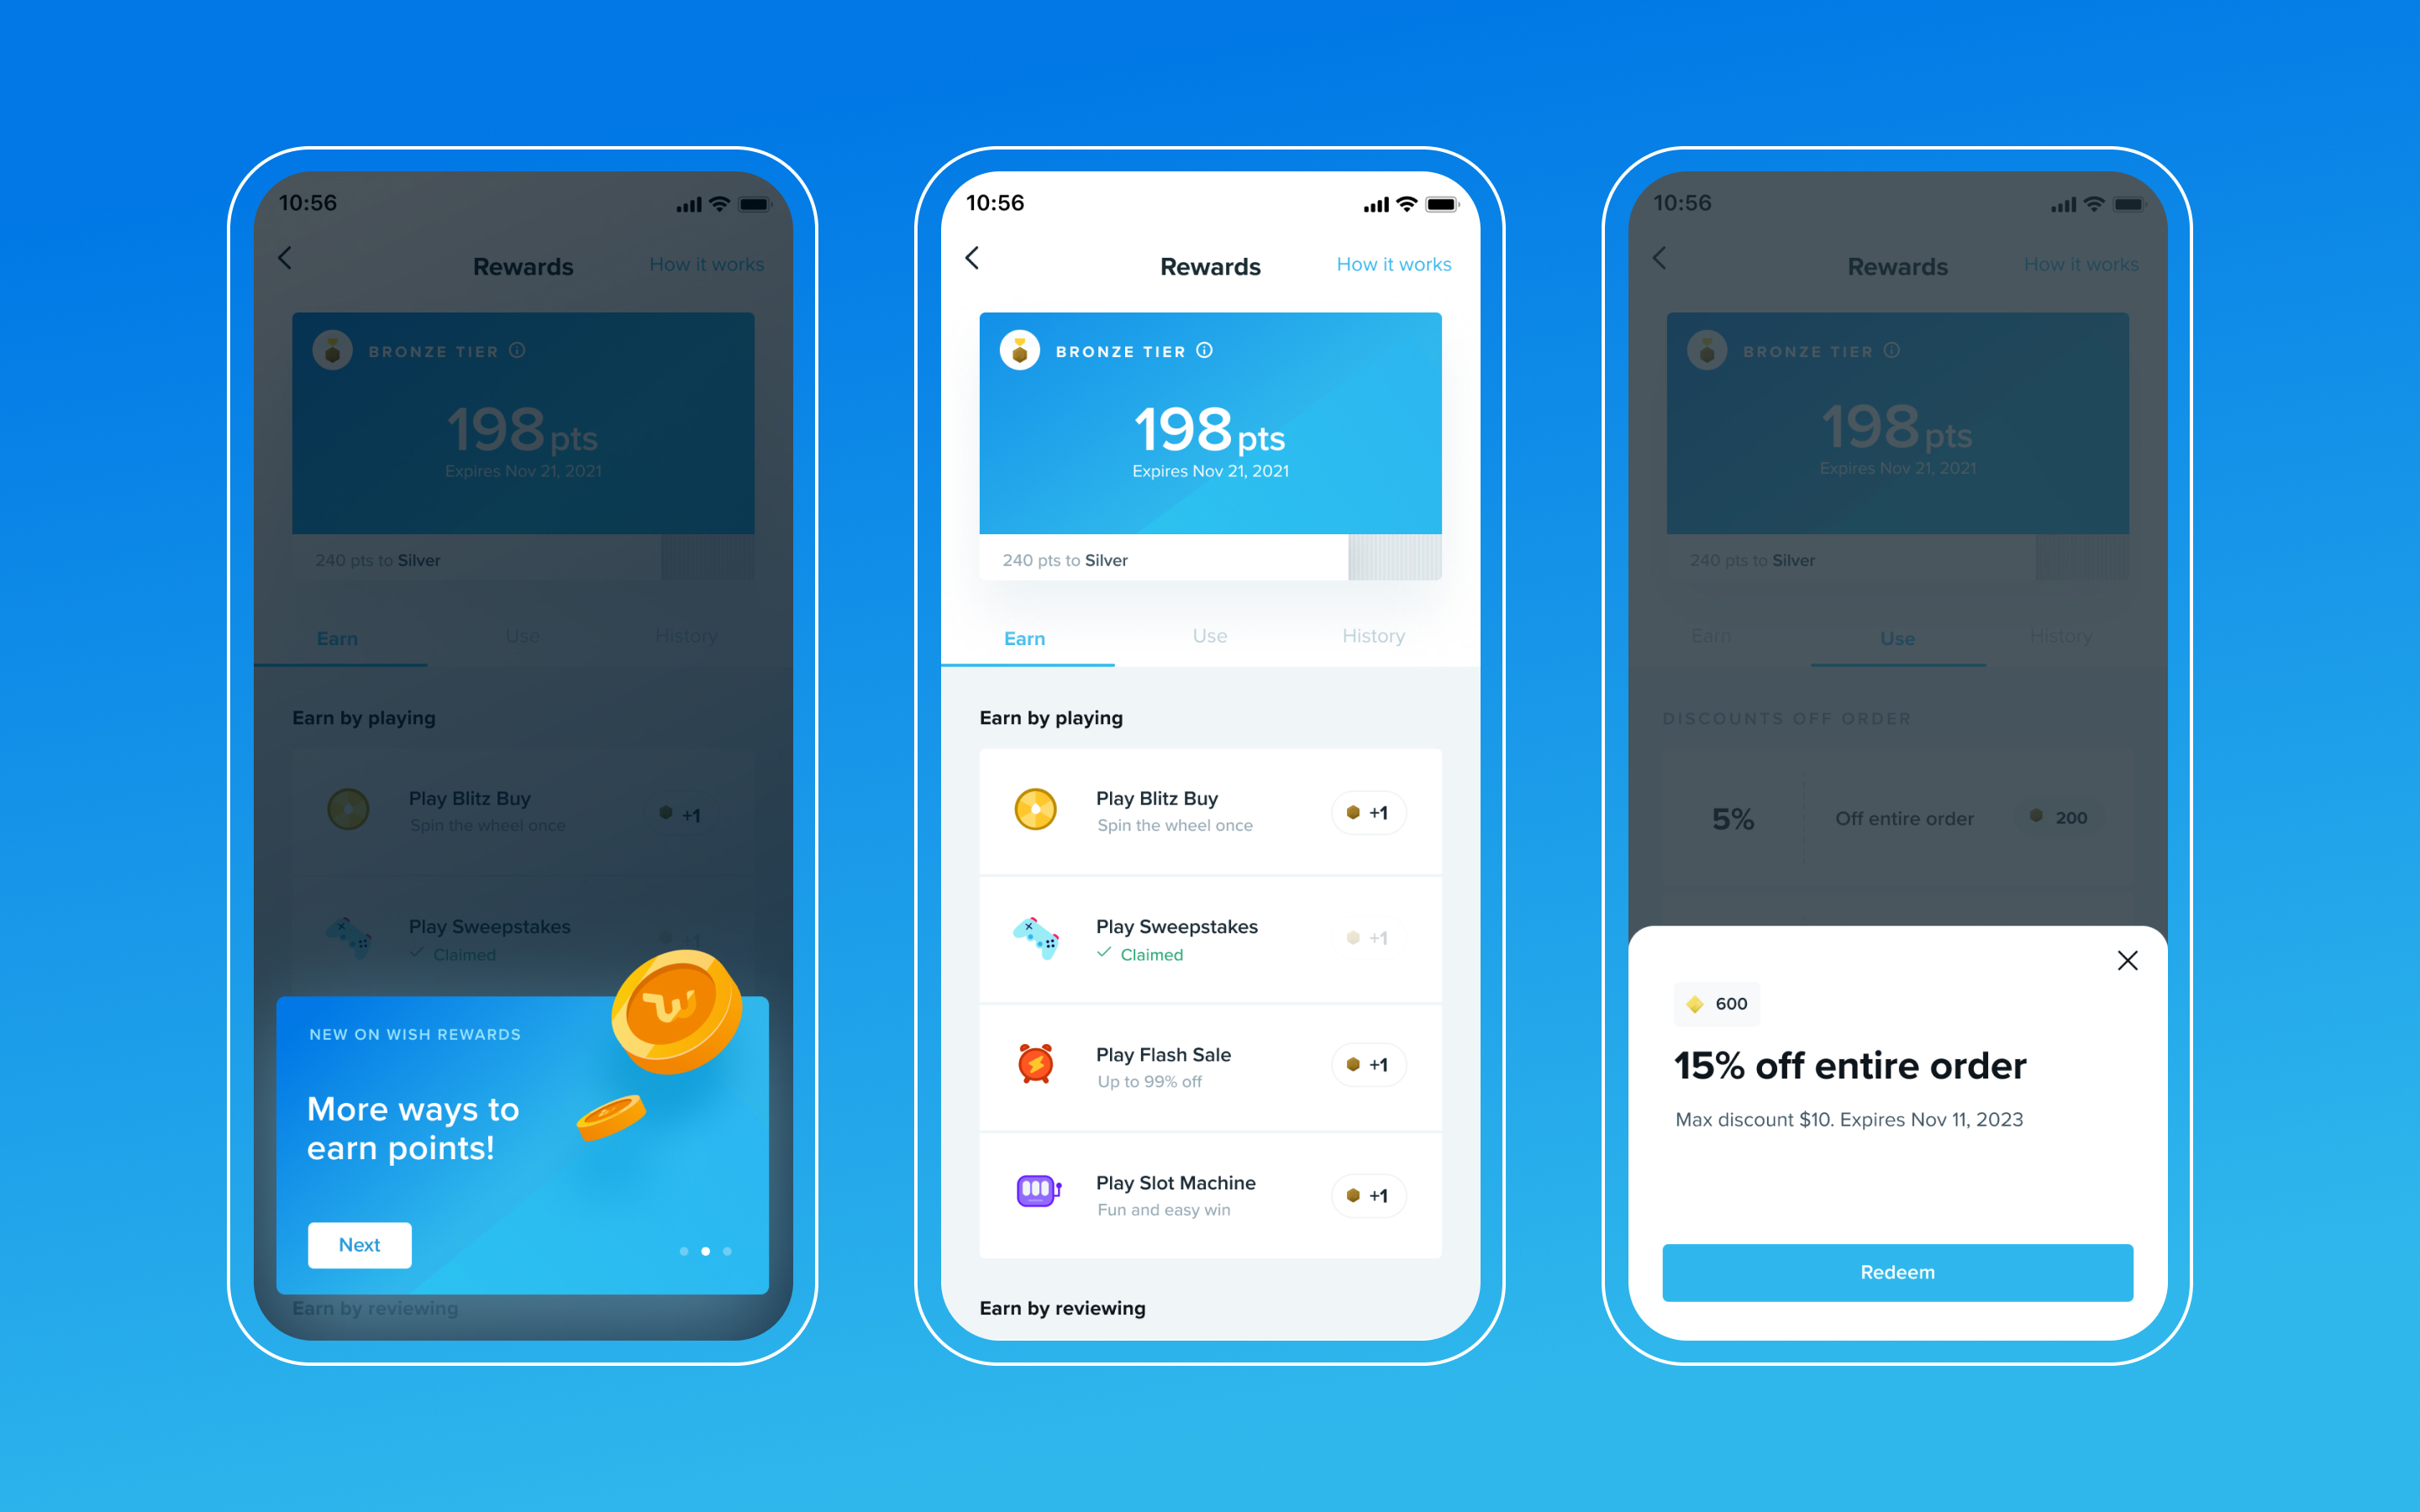 10:56
Rewards
How it works
BRONZE TIER
198 pts
Expires Nov 21, 2021
240 pts to Silver
Earn
Use
History
Earn by playing
Play Blitz Buy
Spin the wheel once
+1
Play Sweepstakes
Claimed
+1
NEW ON WISH REWARDS
More ways to
earn points!
Next
Earn by reviewing
10:56
Rewards
How it works
BRONZE TIER
198 pts
Expires Nov 21, 2021
240 pts to Silver
Earn
Use
History
Earn by playing
Play Blitz Buy
Spin the wheel once
+1
Play Sweepstakes
Claimed
+1
Play Flash Sale
Up to 99% off
+1
Play Slot Machine
Fun and easy win
+1
Earn by reviewing
10:56
Rewards
How it works
BRONZE TIER
198 pts
Expires Nov 21, 2021
240 pts to Silver
Earn
Use
History
DISCOUNTS OFF ORDER
5%
Off entire order
200
600
15% off entire order
Max discount $10. Expires Nov 11, 2023
Redeem